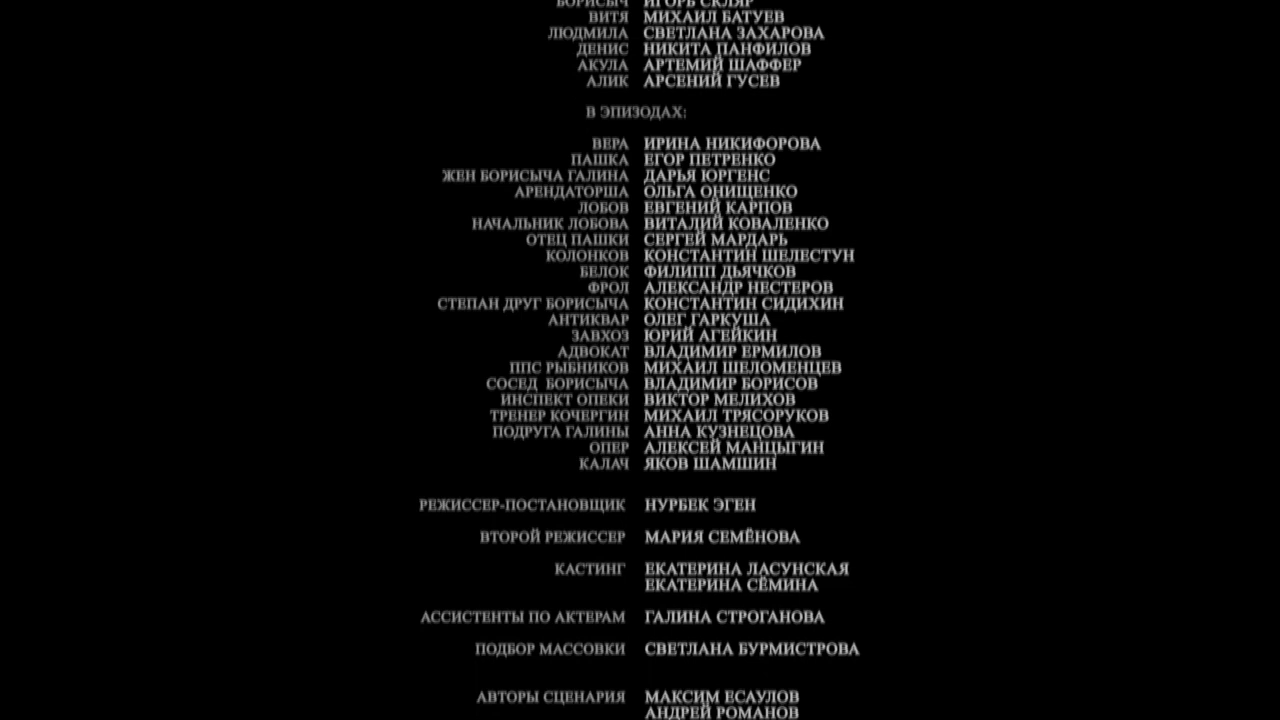 БОРИСЫЧ ИГОРЬ СКЛЯР
ВИТЯ МИХАИЛ БАТУЕВ
ЛЮДМИЛА СВЕТЛАНА ЗАХАРОВА
ДЕНИС НИКИТА ПАНФИЛОВ
АКУЛА АРТЕМИЙ ШАФФЕР
АЛИК АРСЕНИЙ ГУСЕВ
В ЭПИЗОДАХ:
ВЕРА ИРИНА НИКИФОРОВА
ПАШКА ЕГОР ПЕТРЕНКО
ЖЕН БОРИСЫЧА ГАЛИНА ДАРЬЯ ЮРГЕНС
АРЕНДАТОРША ОЛЬГА ОНИЩЕНКО
ЛОБОВ ЕВГЕНИЙ КАРПОВ
НАЧАЛЬНИК ЛОБОВА ВИТАЛИЙ КОВАЛЕНКО
ОТЕЦ ПАШКИ СЕРГЕЙ МАРДАРЬ
КОЛОНКОВ КОНСТАНТИН ШЕЛЕСТУН
БЕЛОК ФИЛИПП ДЬЯЧКОВ
ФРОЛ АЛЕКСАНДР НЕСТЕРОВ
СТЕПАН ДРУГ БОРИСЫЧА КОНСТАНТИН СИДИХИН
АНТИКВАР ОЛЕГ ГАРКУША
ЗАВХОЗ ЮРИЙ АГЕЙКИН
АДВОКАТ ВЛАДИМИР ЕРМИЛОВ
ППС РЫБНИКОВ МИХАИЛ ШЕЛОМЕНЦЕВ
СОСЕД БОРИСЫЧА ВЛАДИМИР БОРИСОВ
ИНСПЕКТ ОПЕКИ ВИКТОР МЕЛИХОВ
ТРЕНЕР КОЧЕРГИН МИХАИЛ ТРЯСОРУКОВ
ПОДРУГА ГАЛИНЫ АННА КУЗНЕЦОВА
ОПЕР АЛЕКСЕЙ МАНЦЫГИН
КАЛАЧ ЯКОВ ШАМШИН
РЕЖИССЕР-ПОСТАНОВЩИК НУРБЕК ЭГЕН
ВТОРОЙ РЕЖИССЕР МАРИЯ СЕМЁНОВА
КАСТИНГ ЕКАТЕРИНА ЛАСУНСКАЯ
ЕКАТЕРИНА СЁМИНА
АССИСТЕНТЫ ПО АКТЕРАМ ГАЛИНА СТРОГАНОВА
ПОДБОР МАССОВКИ СВЕТЛАНА БУРМИСТРОВА
АВТОРЫ СЦЕНАРИЯ МАКСИМ ЕСАУЛОВ
АНДРЕЙ РОМАНОВ